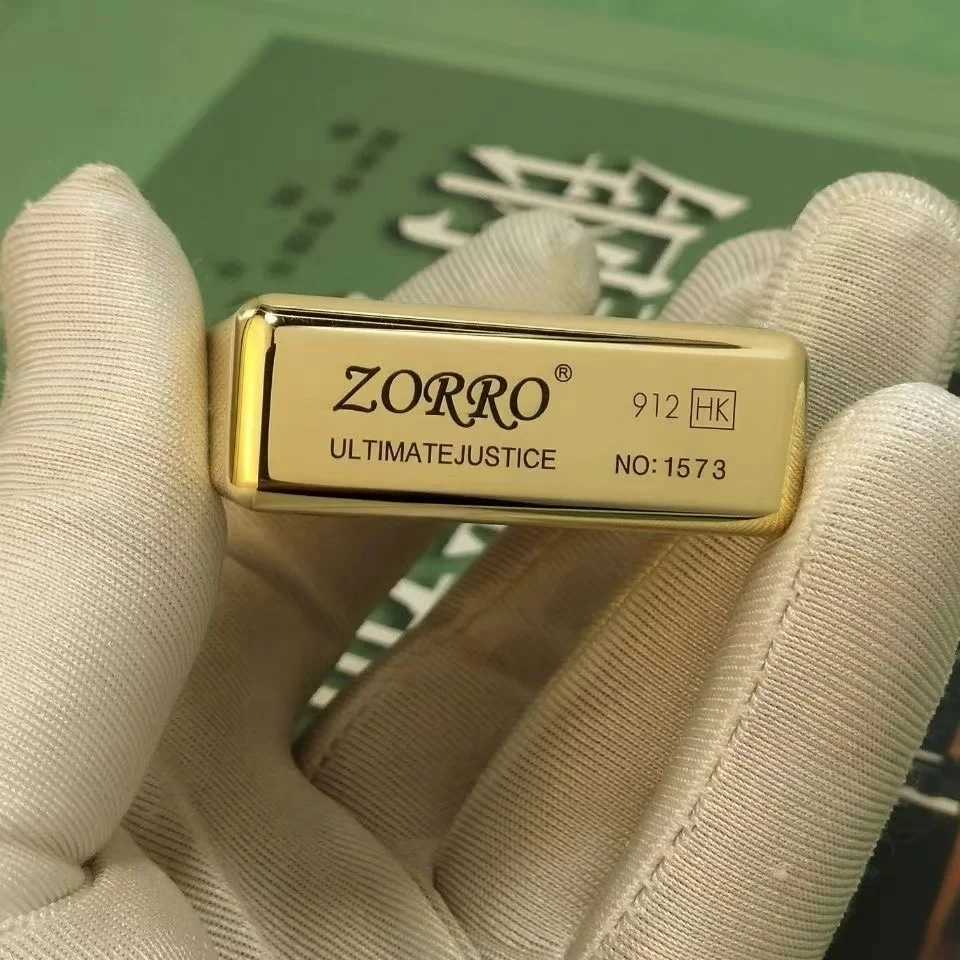 ZORRO®
ULTIMATEJUSTICE
912 HK
NO:1573